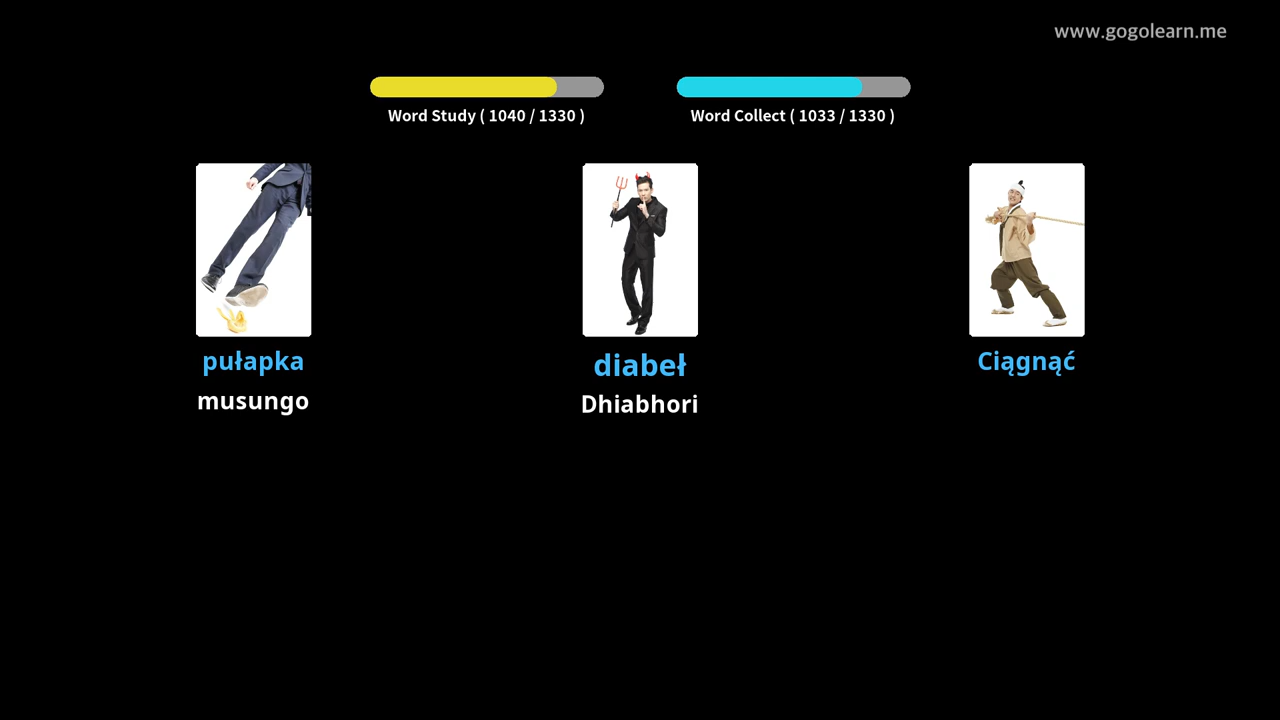 www.gogolearn.me
Word Study ( 1040 / 1330 )
Word Collect ( 1033 / 1330 )
pułapka
musungo
diabeł
Dhiabhori
Ciągnąć